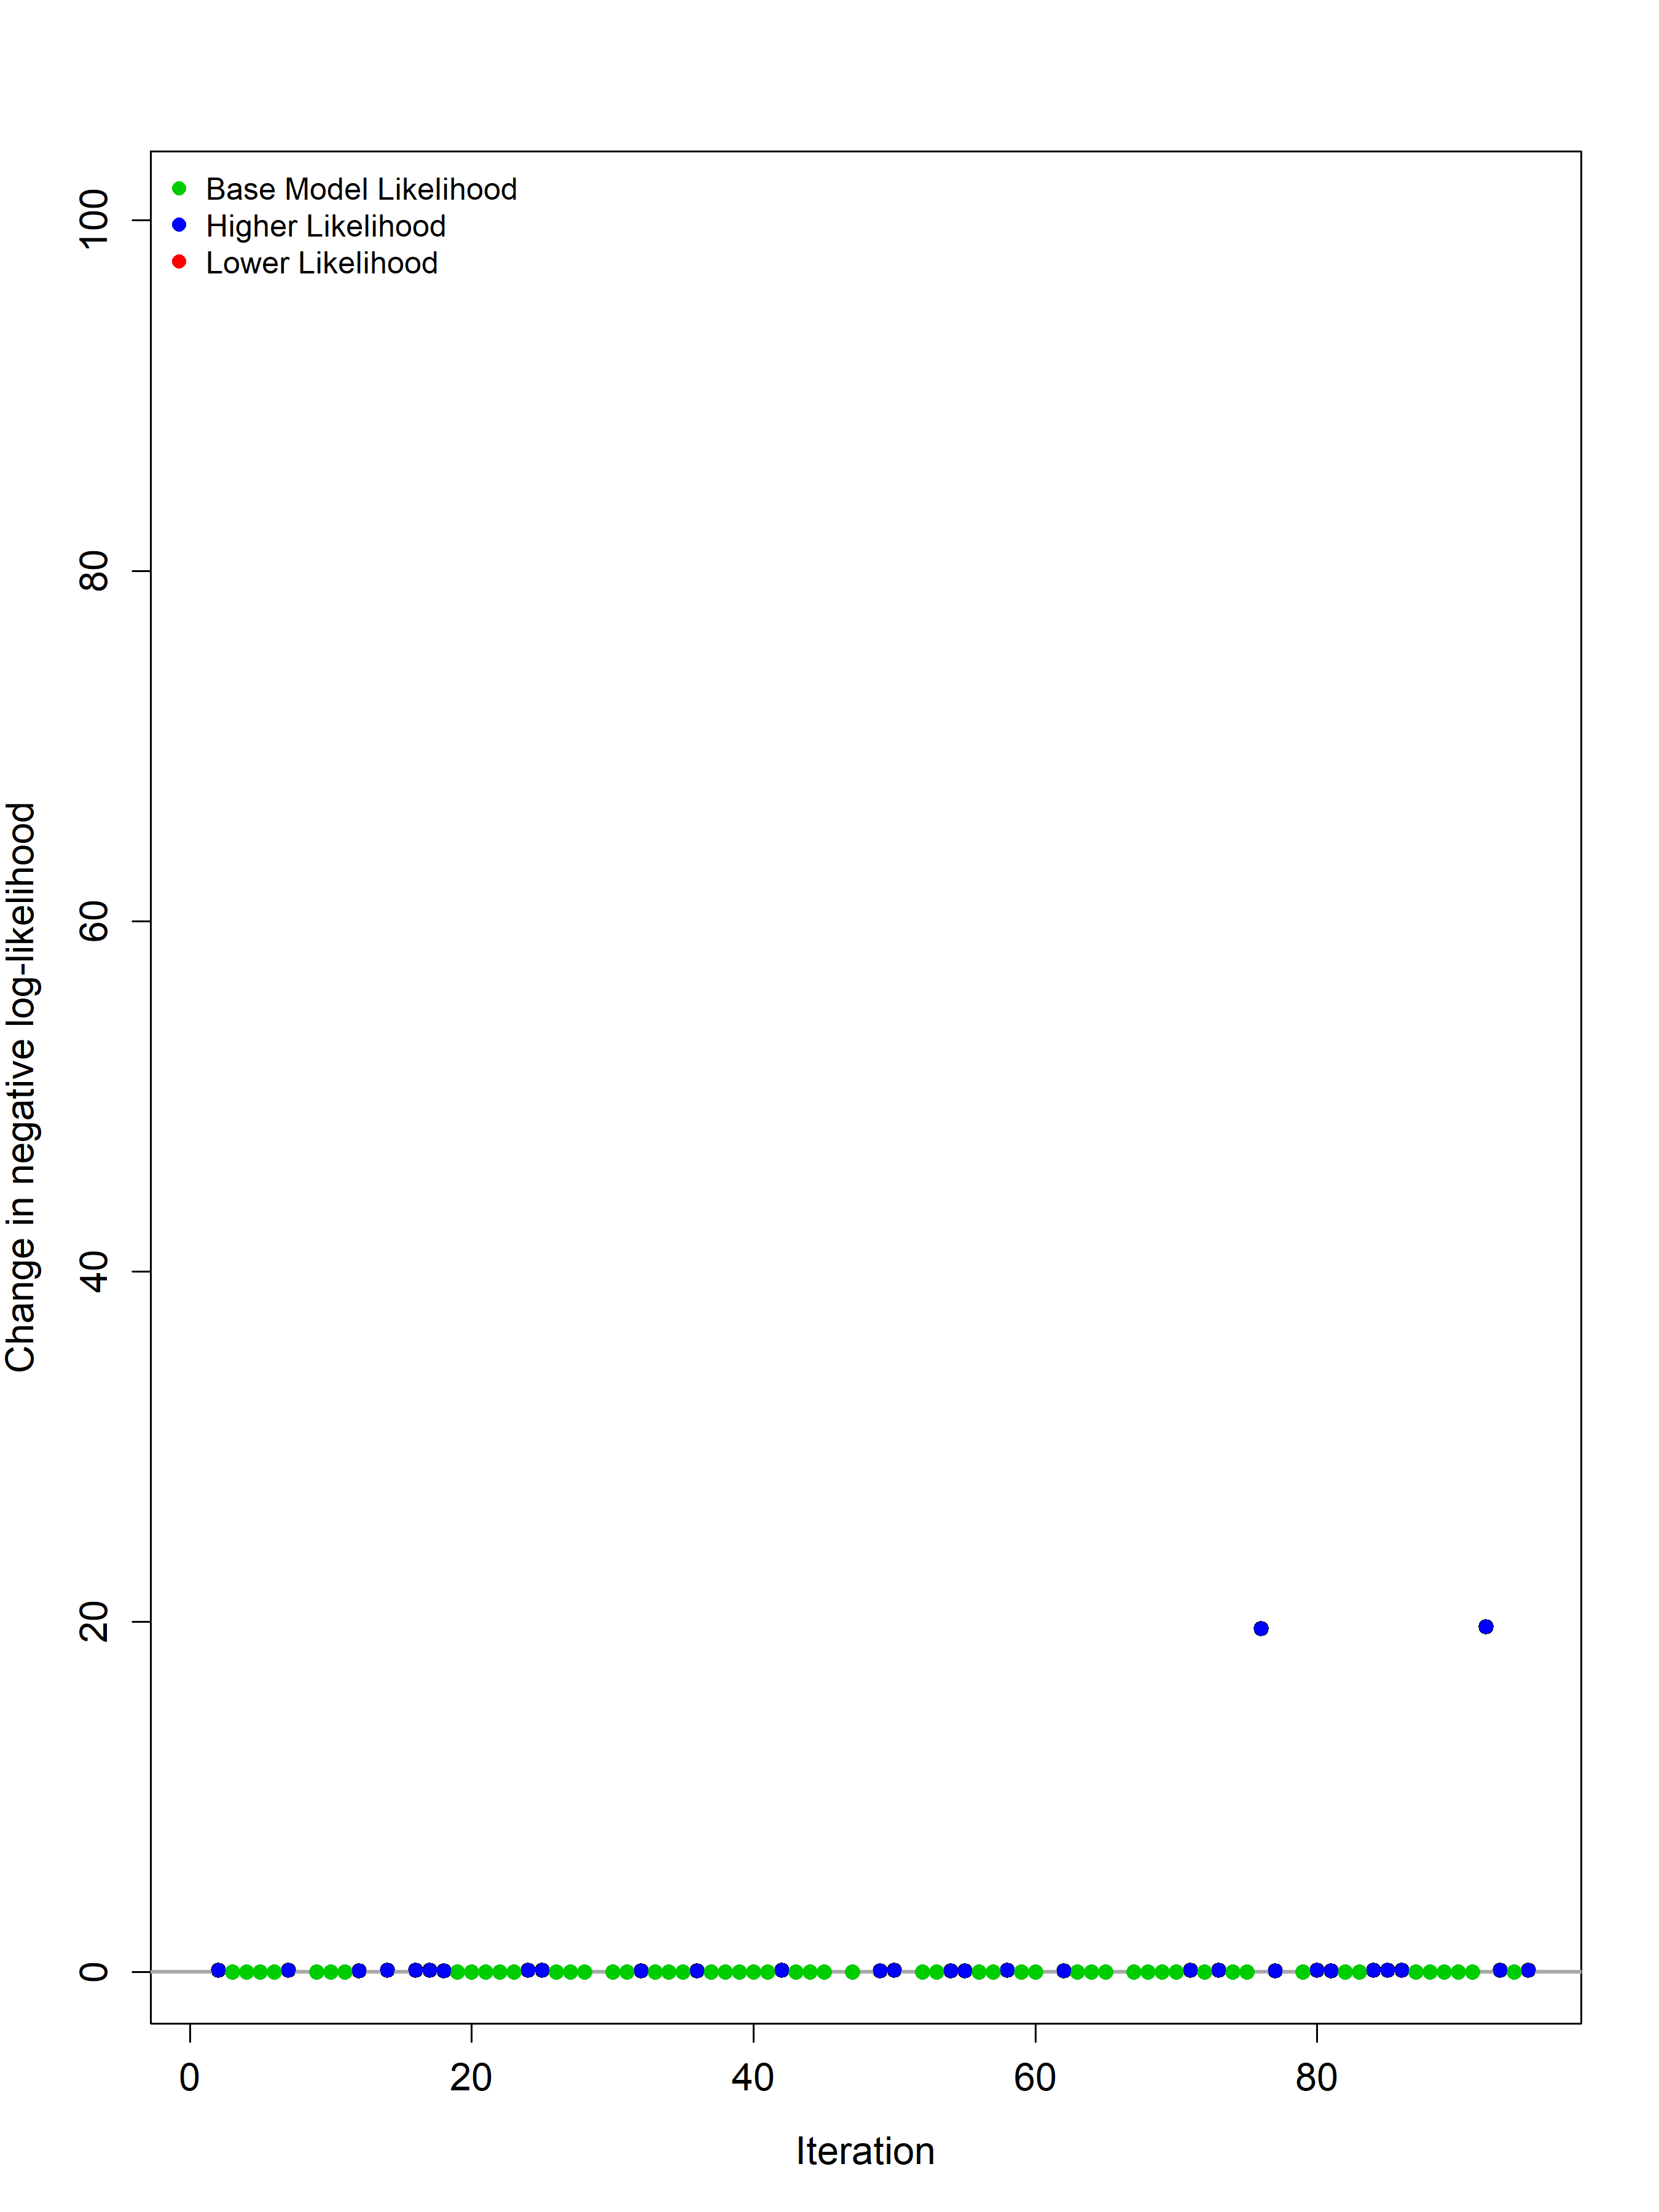 Base Model Likelihood
Higher Likelihood
Lower Likelihood
Change in negative log-likelihood
100
80
60
40
20
0
0 20 40 60 80
Iteration